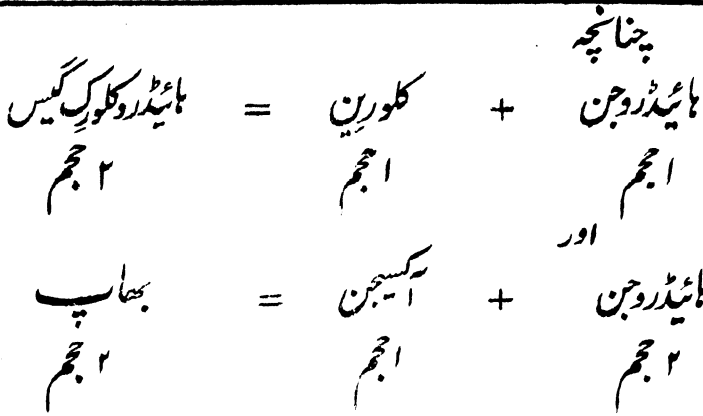 چنانچہ
ہائیڈروجن + کلورین = ہائیڈروکلورک گیس
۱ حجم ۱ حجم ۲ حجم
اور
ہائیڈروجن + آکسیجن = بھاپ
۲ حجم ۱ حجم ۲ حجم